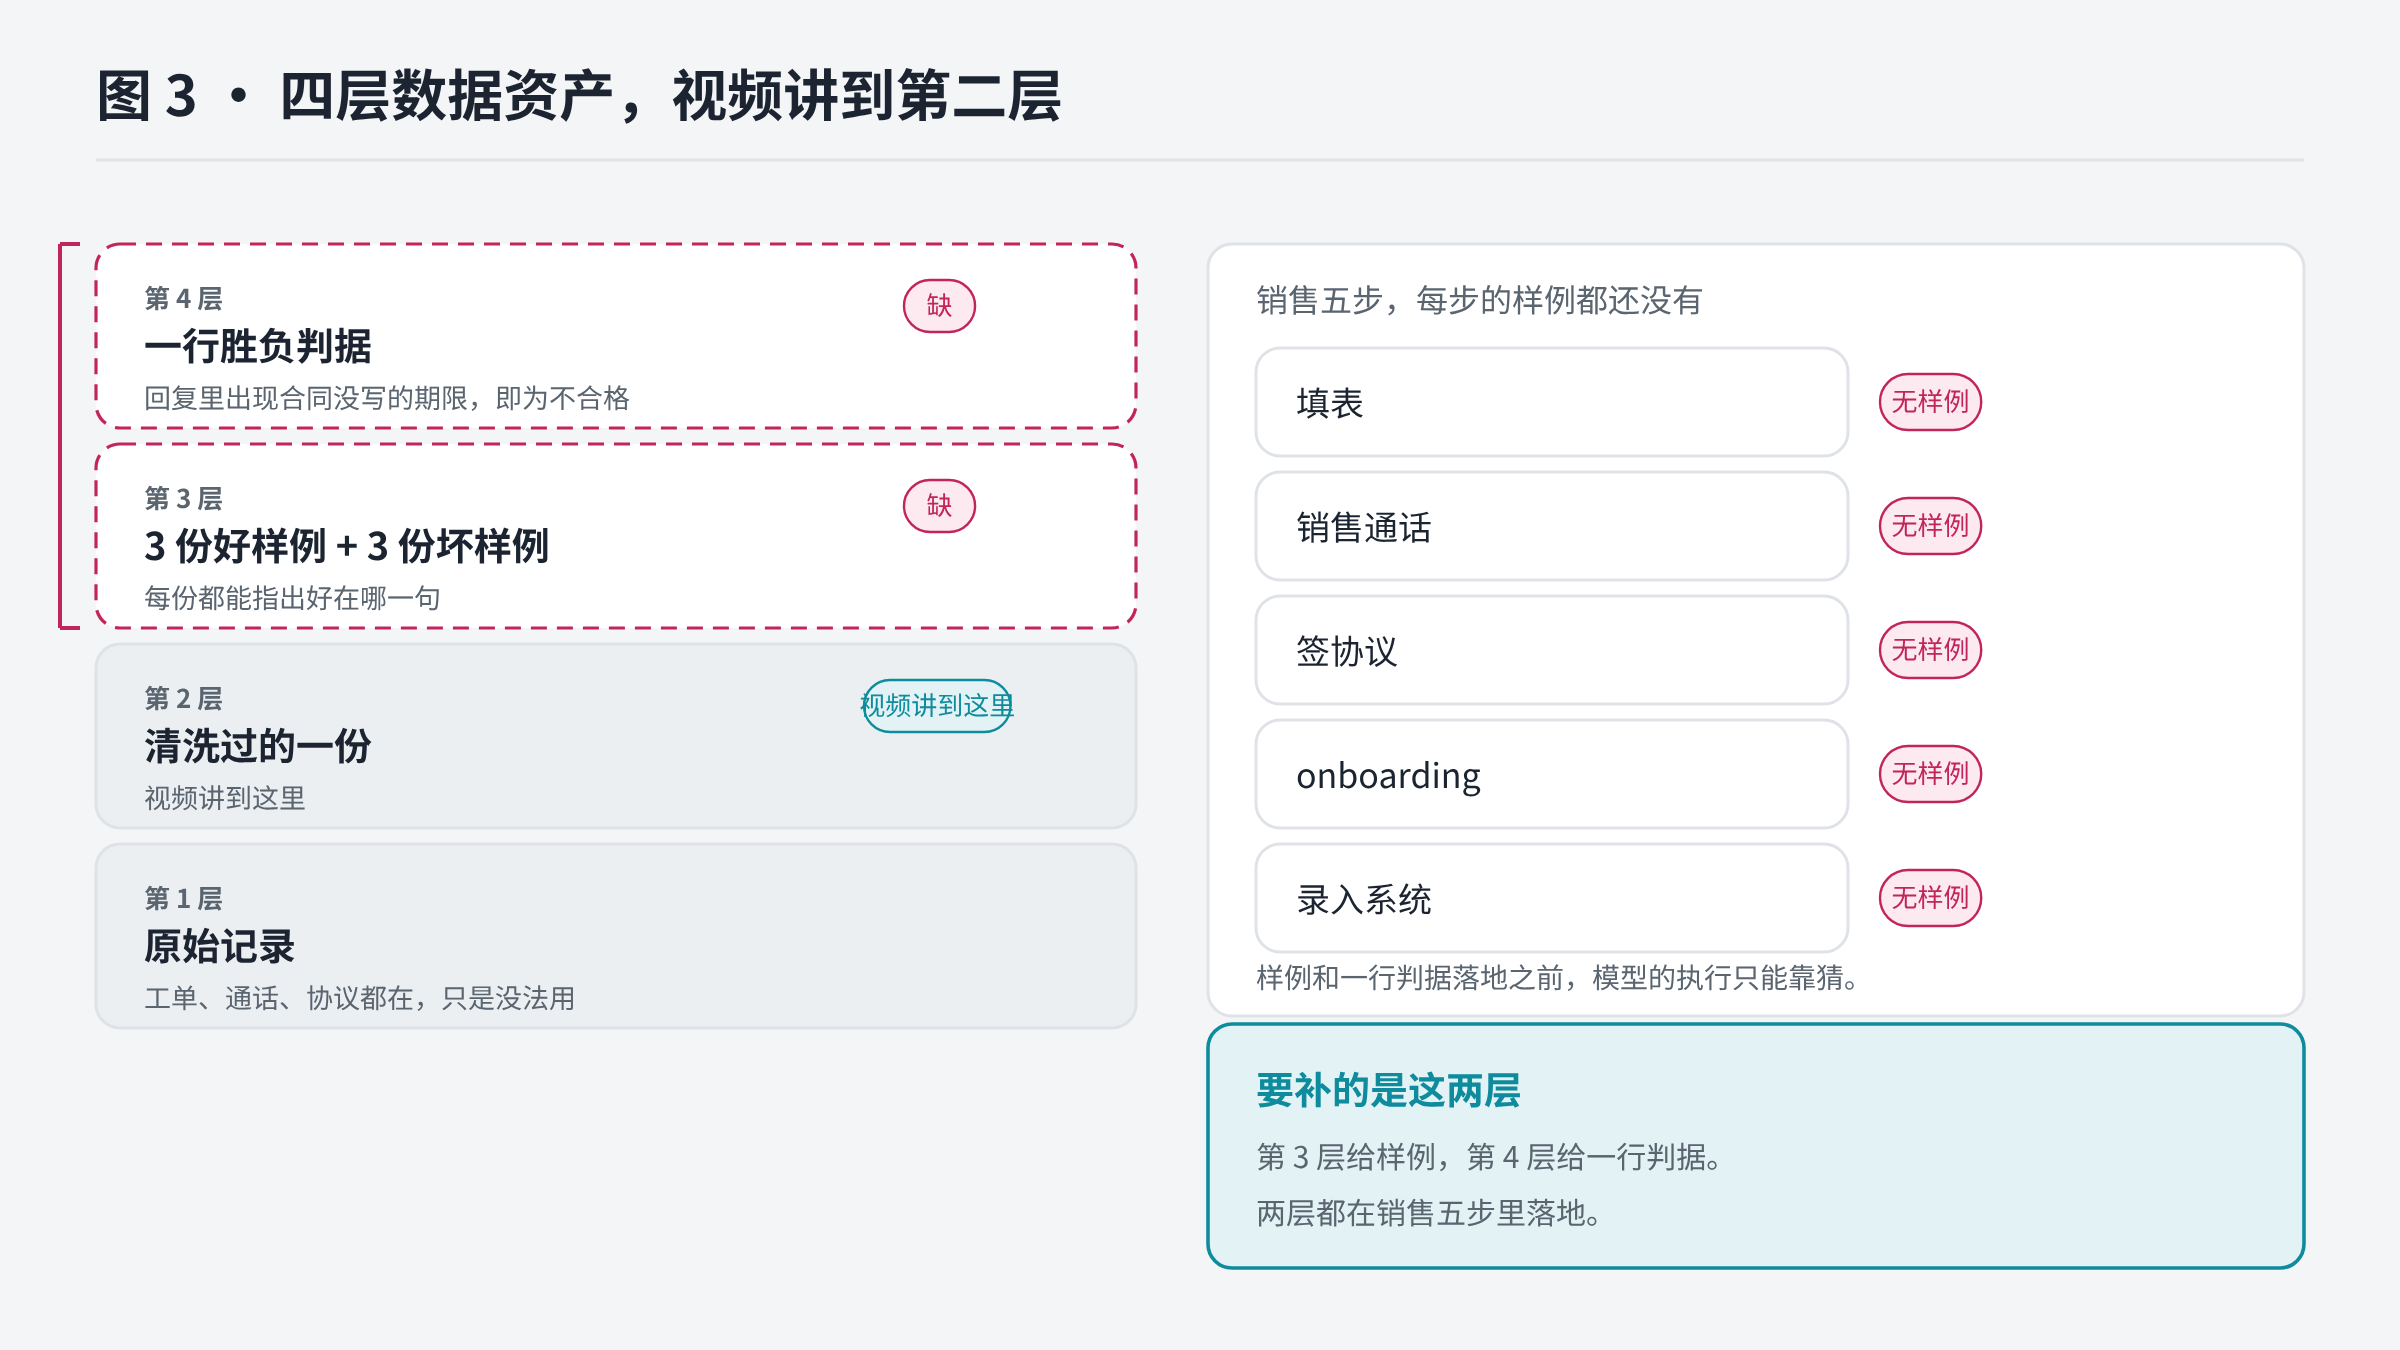 图 3 · 四层数据资产，视频讲到第二层
第 4 层
缺
一行胜负判据
回复里出现合同没写的期限，即为不合格
第 3 层
缺
3 份好样例 + 3 份坏样例
每份都能指出好在哪一句
第 2 层
视频讲到这里
清洗过的一份
视频讲到这里
第 1 层
原始记录
工单、通话、协议都在，只是没法用
销售五步，每步的样例都还没有
填表
无样例
销售通话
无样例
签协议
无样例
onboarding
无样例
录入系统
无样例
样例和一行判据落地之前，模型的执行只能靠猜。
要补的是这两层
第 3 层给样例，第 4 层给一行判据。
两层都在销售五步里落地。